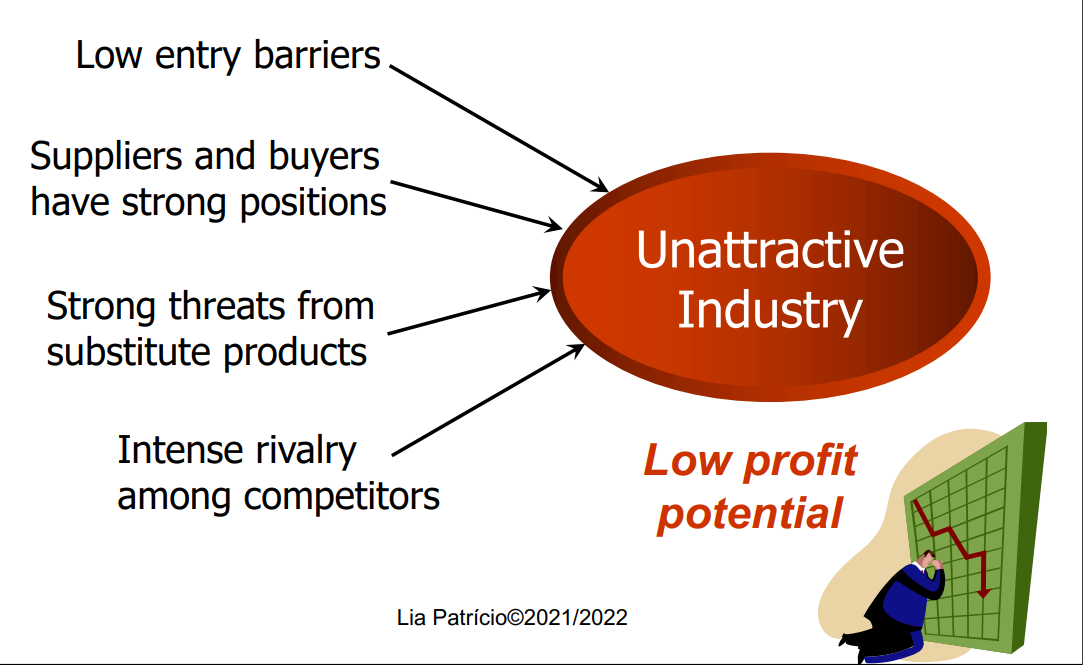 Low entry barriers
Suppliers and buyers
have strong positions
Strong threats from
substitute products
Intense rivalry
among competitors
Unattractive
Industry
Low profit
potential
Lia Patrício©2021/2022